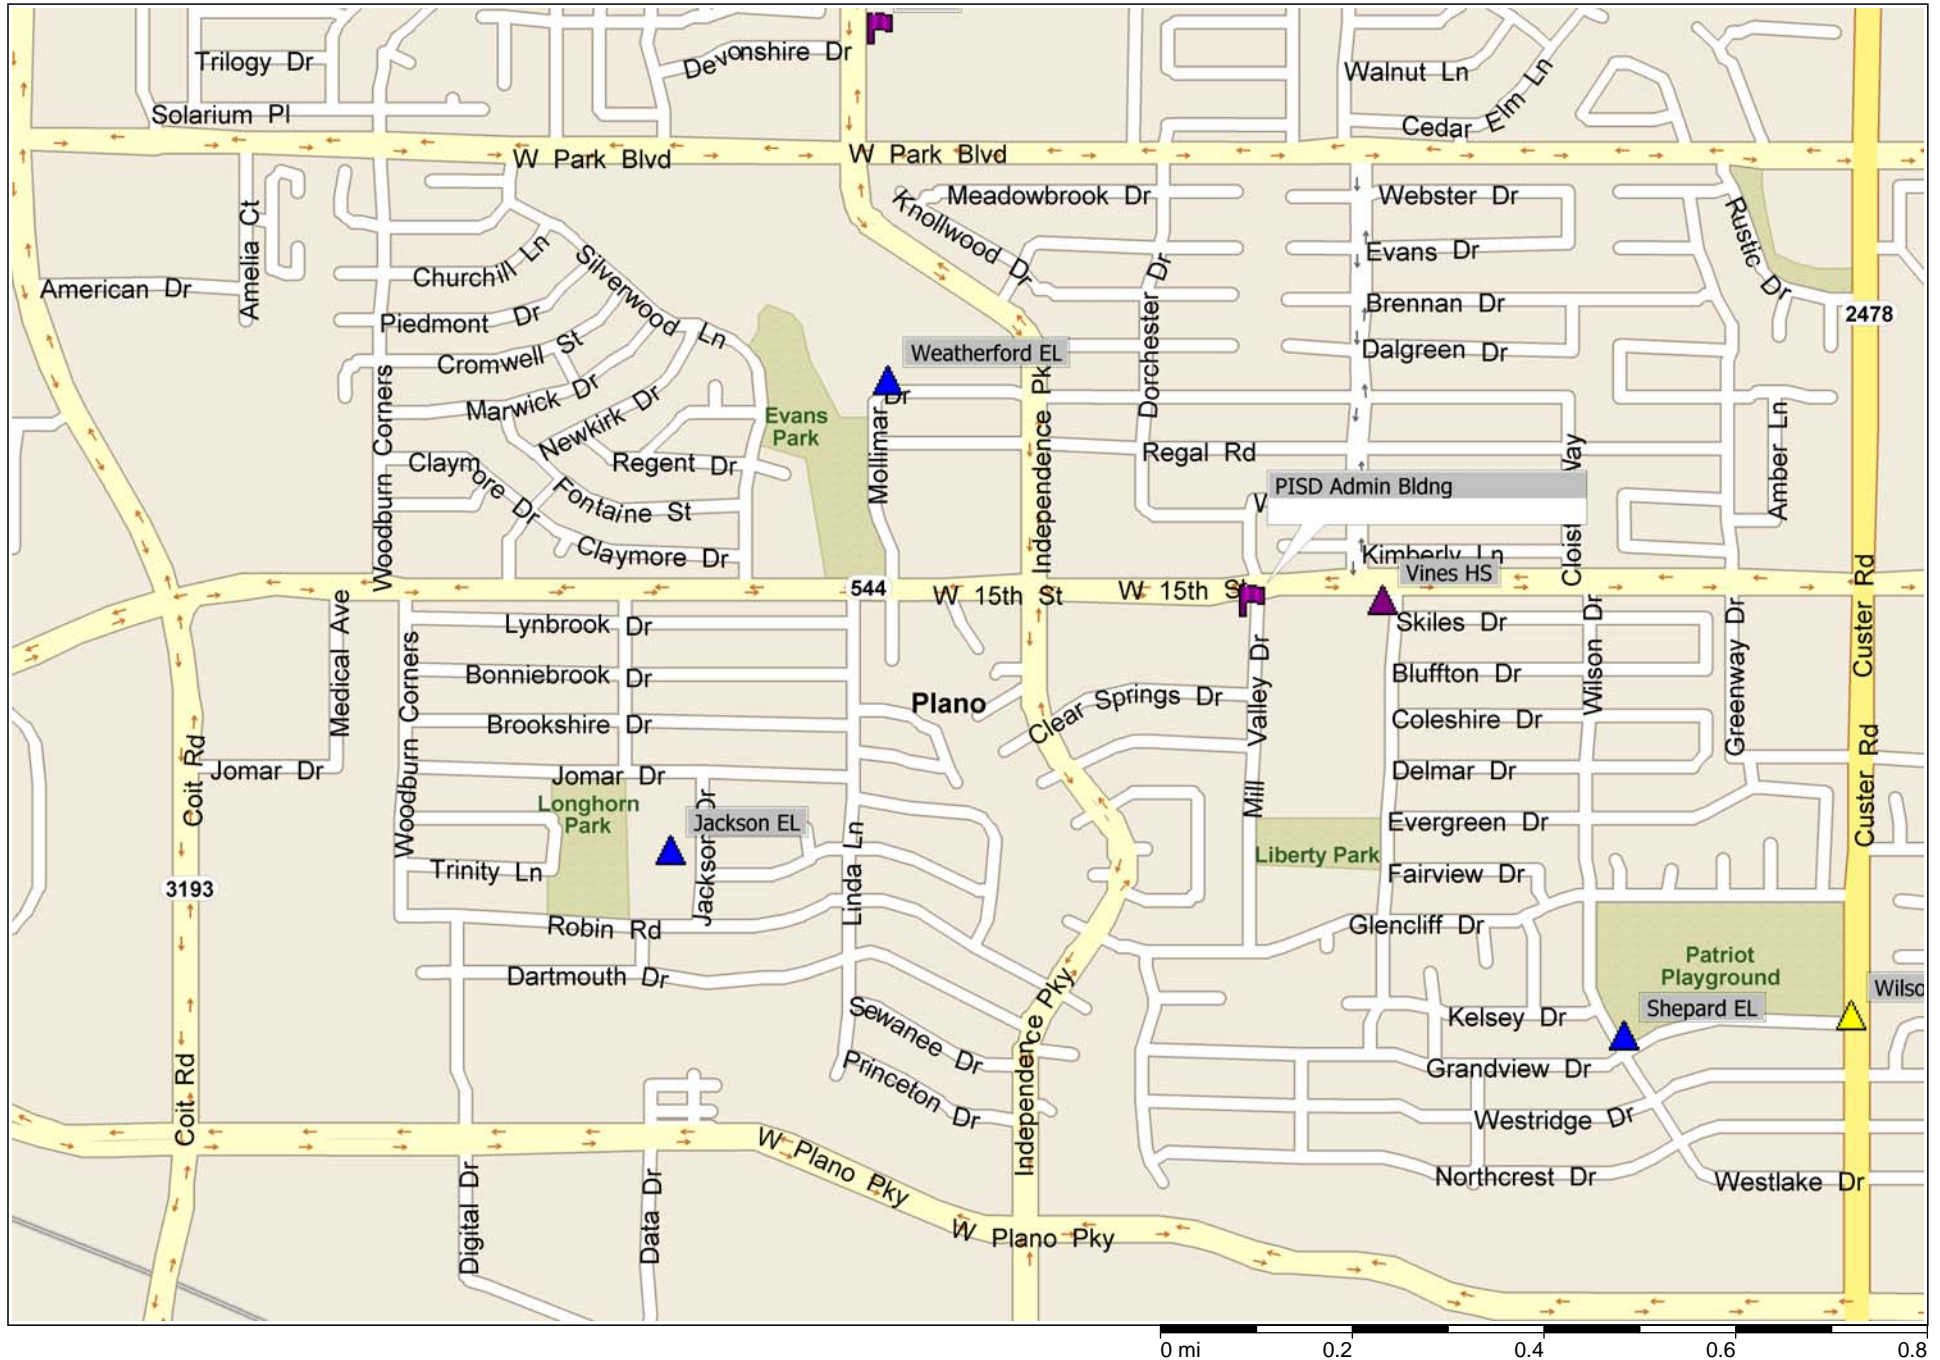 Devonshire Dr
Trilogy Dr
Walnut Ln
Solarium Pl
Cedar Elm Ln
W Park Blvd
W Park Blvd
Meadowbrook Dr
Webster Dr
Amelia Ct
Knollwood Dr
Rustic Dr
Churchill Ln
Silverwood Ln
Evans Dr
American Dr
Dorchester Dr
Brennan Dr
2478
Piedmont Dr
Cromwell St
Weatherford EL
Dalgreen Dr
Marwick Dr
Mollimar Dr
Newkirk Dr
Evans
Park
Woodburn Corners
Independence Pk
Amber Ln
Claymore Dr
Regent Dr
Regal Rd
PISD Admin Bldng
Fontaine St
Claymore Dr
Kimberly Ln
Vines HS
544
W 15th St
W 15th St
Medical Ave
Lynbrook Dr
Skiles Dr
Custer Rd
Bonniebrook Dr
Bluffton Dr
Wilson Dr
Greenway Dr
Woodburn Corners
Plano
Clear Springs Dr
Mill Valley Dr
Brookshire Dr
Coleshire Dr
Custer Rd
Coit Rd
Jomar Dr
Jomar Dr
Delmar Dr
Longhorn
Park
Jackson EL
Jackson Dr
Evergreen Dr
Linda Ln
Liberty Park
Trinity Ln
Fairview Dr
3193
Robin Rd
Glencliff Dr
Patriot
Playground
Dartmouth Dr
Independence Pky
Wilso
Shepard EL
Sewanee Dr
Kelsey Dr
Princeton Dr
Grandview Dr
Coit Rd
Westridge Dr
W Plano Pky
Northcrest Dr
Westlake Dr
Digital Dr
Data Dr
W Plano Pky
0 mi 0.2 0.4 0.6 0.8